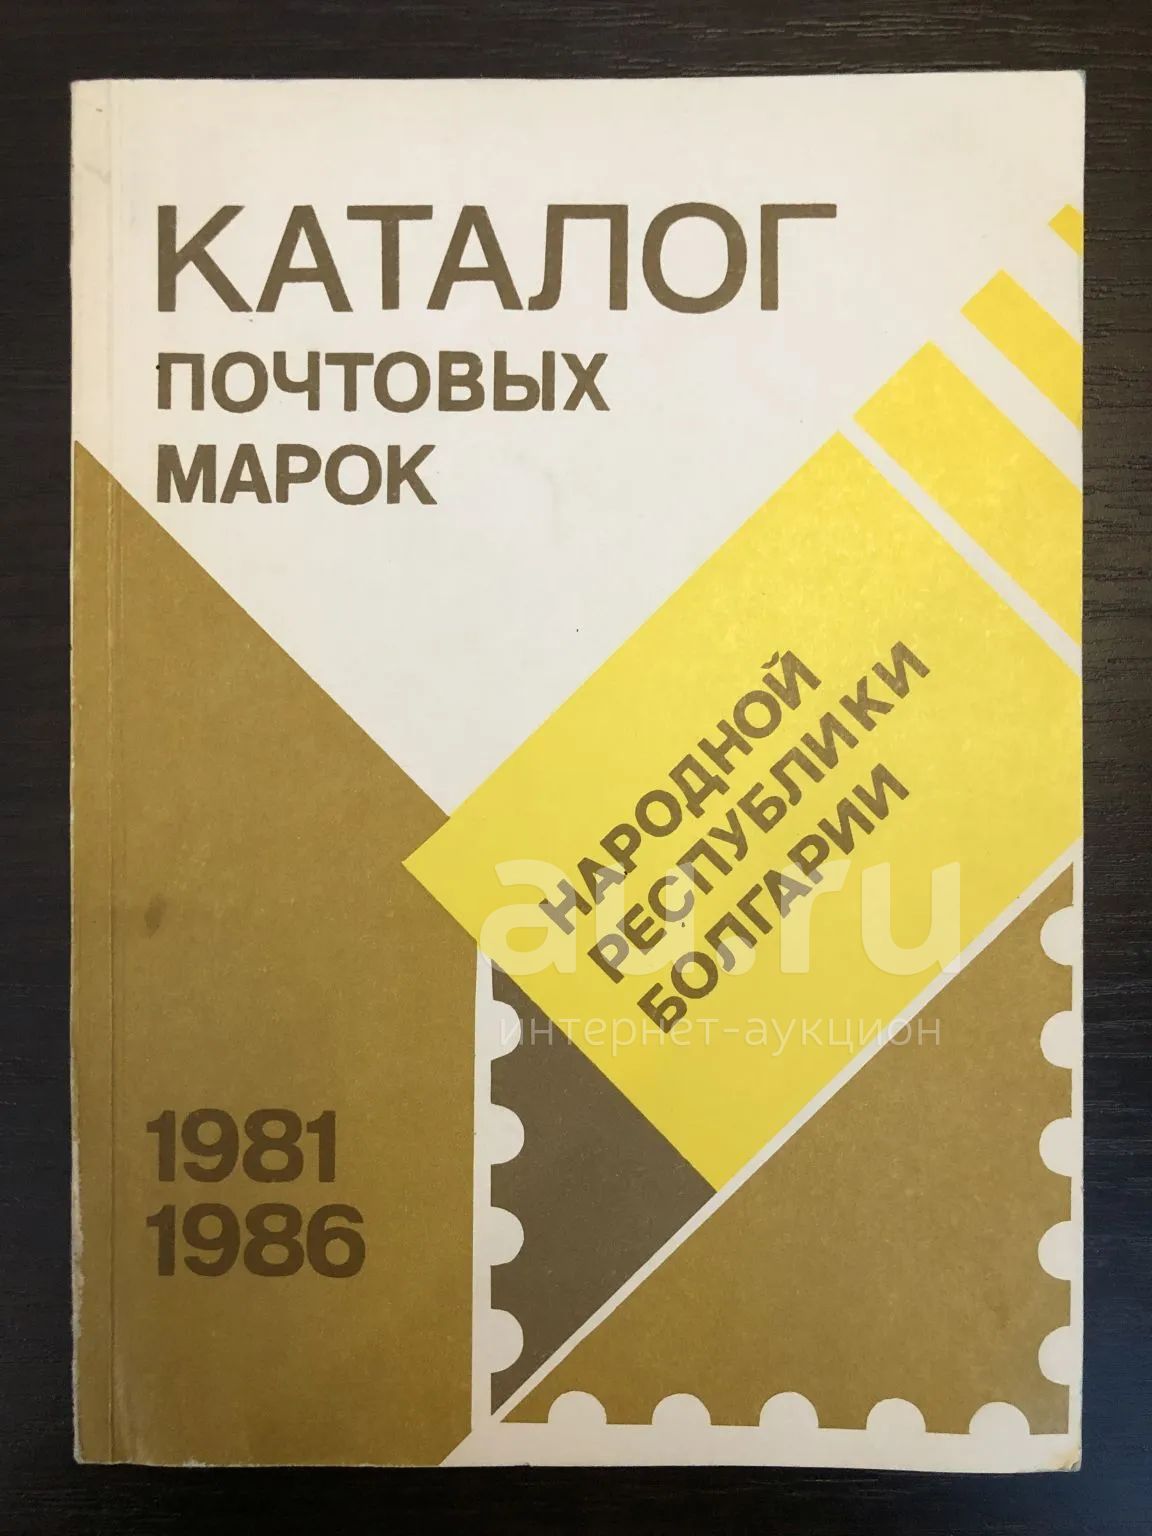 КАТАЛОГ
ПОЧТОВЫХ
МАРОК
НАРОДНОЙ
РЕСПУБЛИКИ
БОЛГАРИИ
au.ru
интернет-аукцион
1981
1986